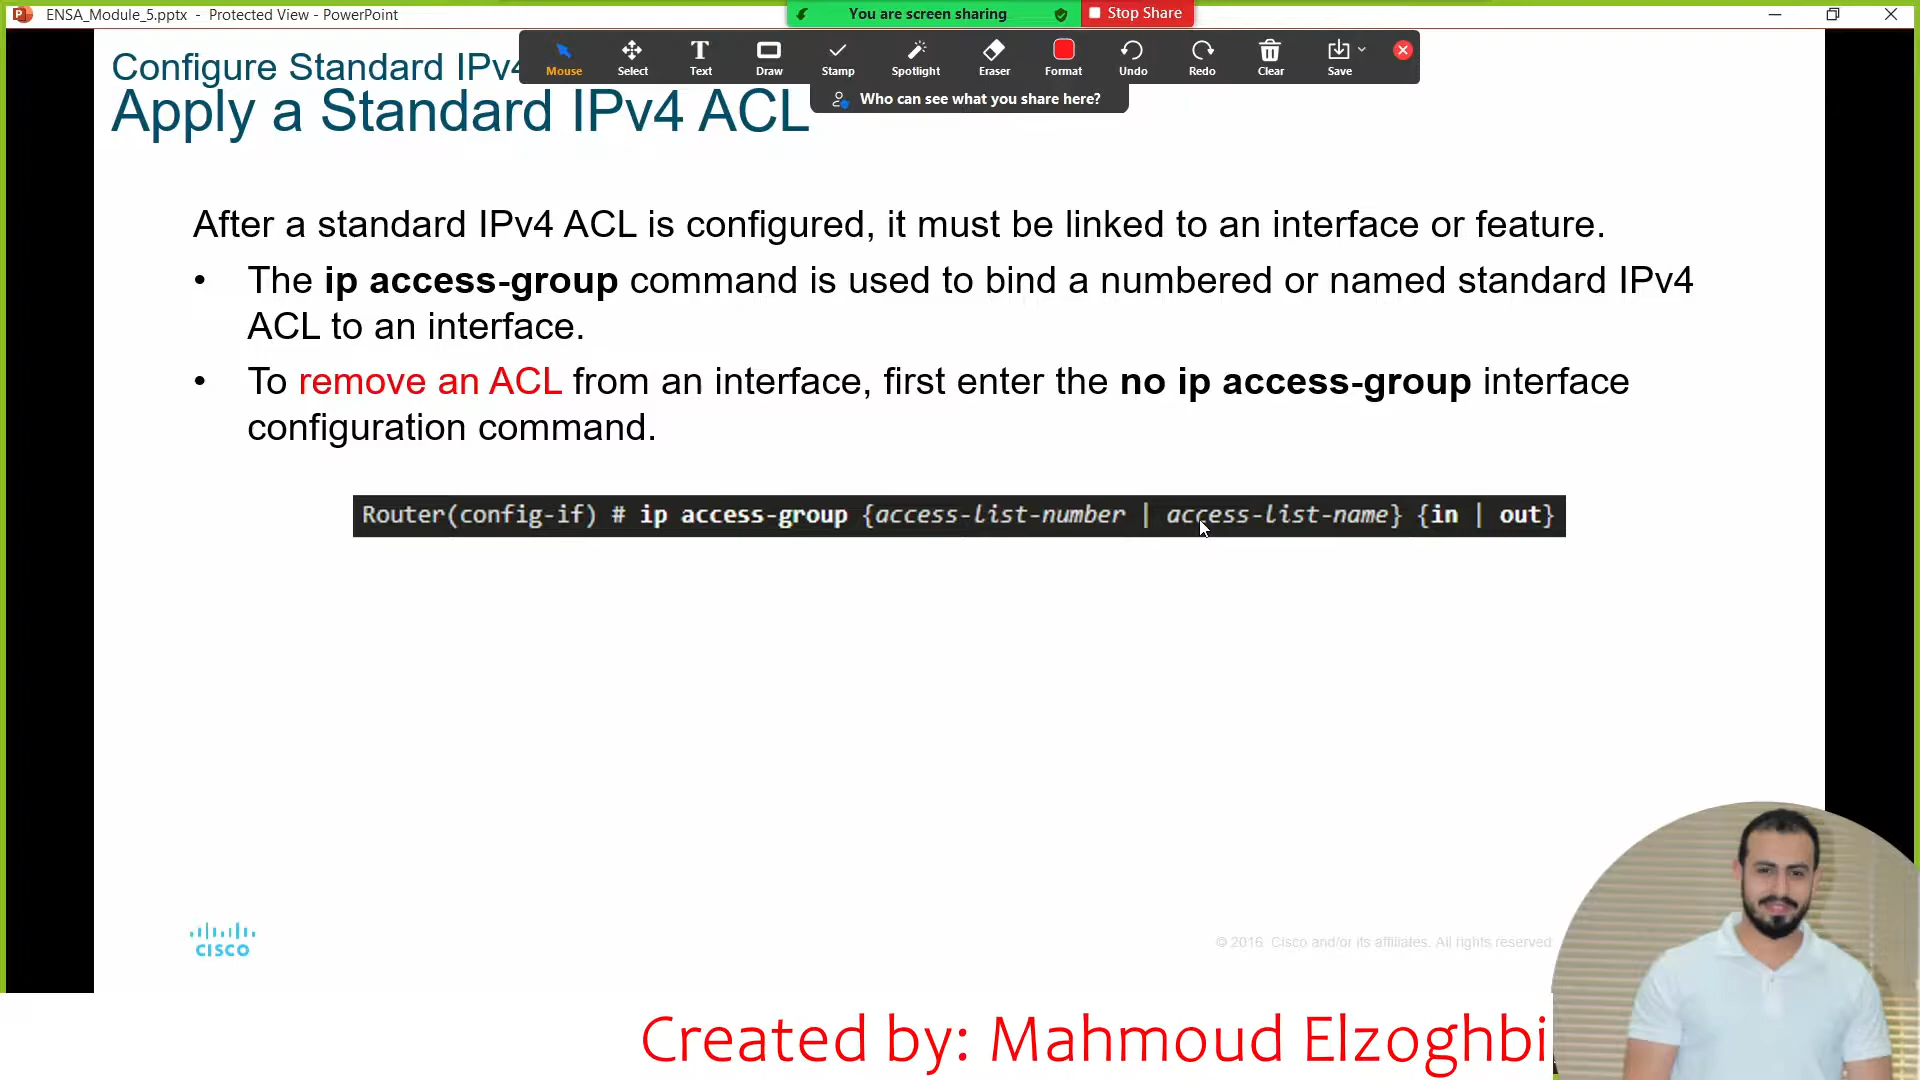 ENSA_Module_5.pptx - Protected View - PowerPoint
You are screen sharing
Stop Share
Mouse
Select
Text
Draw
Stamp
Spotlight
Eraser
Format
Undo
Redo
Clear
Save
Who can see what you share here?
Configure Standard IPv4
Apply a Standard IPv4 ACL
After a standard IPv4 ACL is configured, it must be linked to an interface or feature.
• The ip access-group command is used to bind a numbered or named standard IPv4
ACL to an interface.
• To remove an ACL from an interface, first enter the no ip access-group interface
configuration command.
Router(config-if) # ip access-group {access-list-number | access-list-name} {in | out}
CISCO
© 2016 Cisco and/or its affiliates. All rights reserved
Created by: Mahmoud Elzoghbi